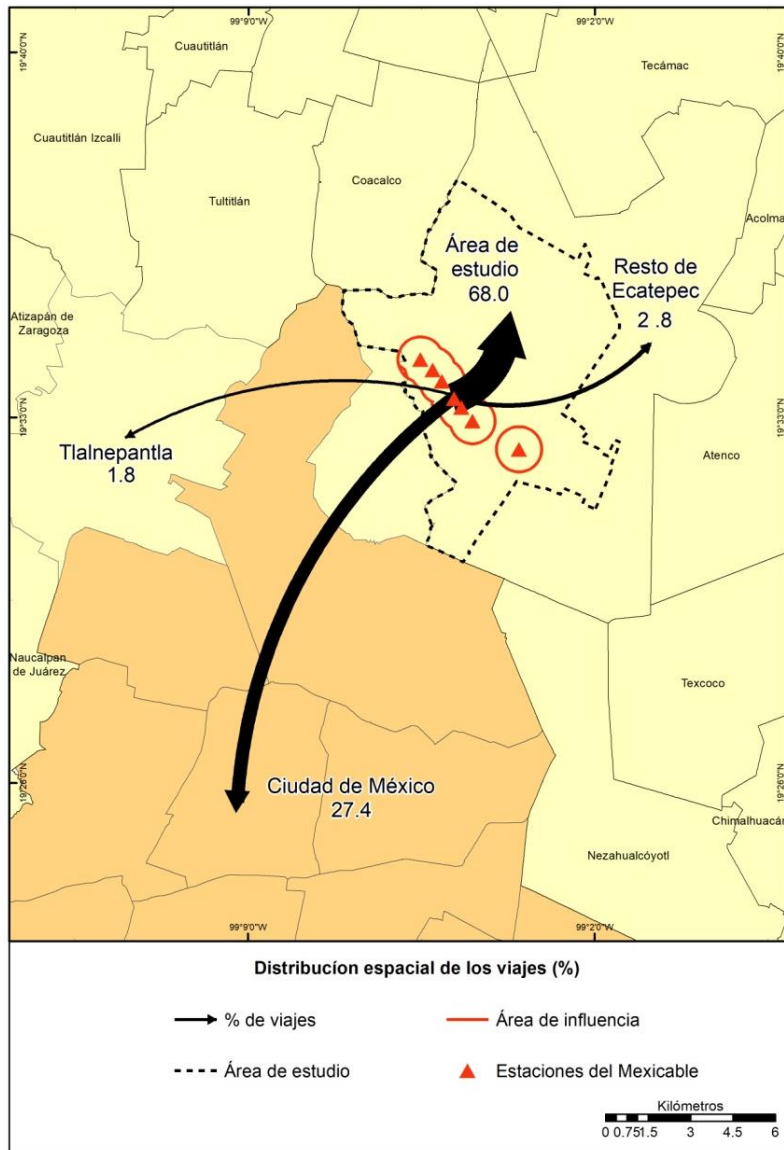 99°9'0"W
99°2'0"W
19°40'0"N
19°40'0"N
Cuautitlán
Tecámac
Cuautitlán Izcalli
Coacalco
Tultitlán
Acolman
Área de
estudio
68.0
Resto de
Ecatepec
2 .8
Atizapán de
Zaragoza
19°33'0"N
19°33'0"N
Tlalnepantla
1.8
Atenco
Naucalpan
de Juárez
Texcoco
19°26'0"N
19°26'0"N
Ciudad de México
27.4
Chimalhuacán
Nezahualcóyotl
99°9'0"W
99°2'0"W
Distribucíon espacial de los viajes (%)
% de viajes
Área de influencia
Área de estudio
Estaciones del Mexicable
Kilómetros
0 0.751.5 3 4.5 6